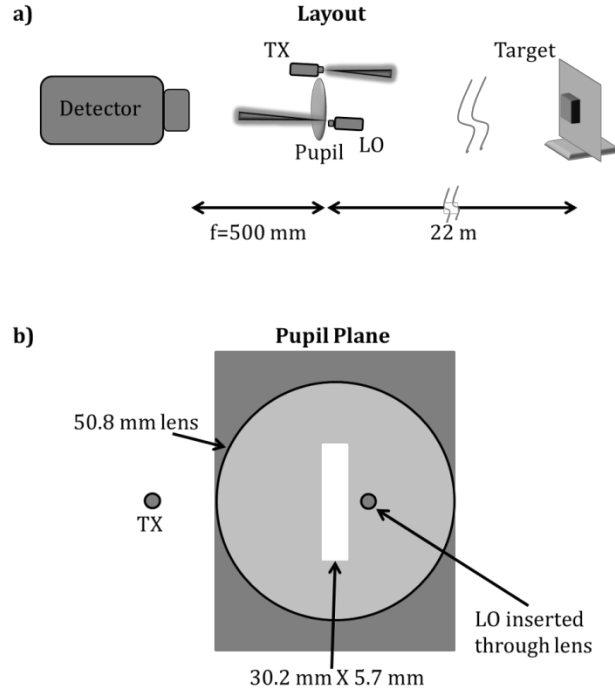 a)
Layout
TX
Target
Detector
LO
Pupil
f=500 mm
22 m
b)
Pupil Plane
50.8 mm lens
TX
LO inserted
through lens
30.2 mm X 5.7 mm